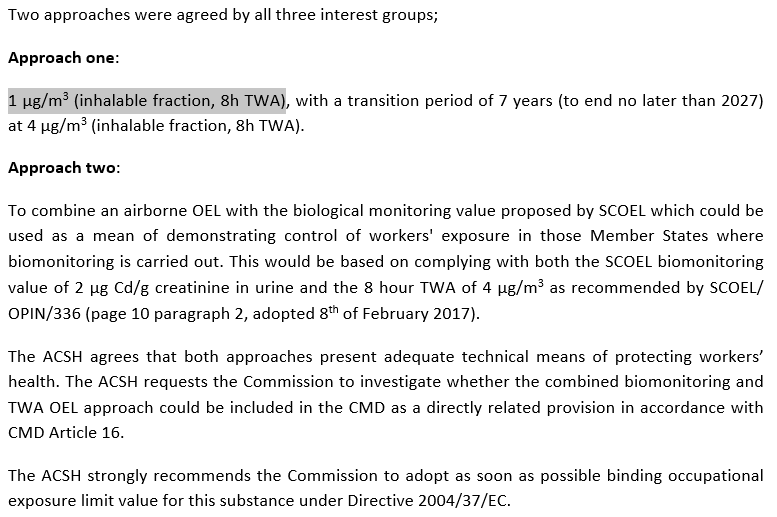 Two approaches were agreed by all three interest groups;
Approach one:
1 µg/m³ (inhalable fraction, 8h TWA), with a transition period of 7 years (to end no later than 2027)
at 4 µg/m³ (inhalable fraction, 8h TWA).
Approach two:
To combine an airborne OEL with the biological monitoring value proposed by SCOEL which could be
used as a mean of demonstrating control of workers' exposure in those Member States where
biomonitoring is carried out. This would be based on complying with both the SCOEL biomonitoring
value of 2 µg Cd/g creatinine in urine and the 8 hour TWA of 4 µg/m³ as recommended by SCOEL/
OPIN/336 (page 10 paragraph 2, adopted 8th of February 2017).
The ACSH agrees that both approaches present adequate technical means of protecting workers’
health. The ACSH requests the Commission to investigate whether the combined biomonitoring and
TWA OEL approach could be included in the CMD as a directly related provision in accordance with
CMD Article 16.
The ACSH strongly recommends the Commission to adopt as soon as possible binding occupational
exposure limit value for this substance under Directive 2004/37/EC.